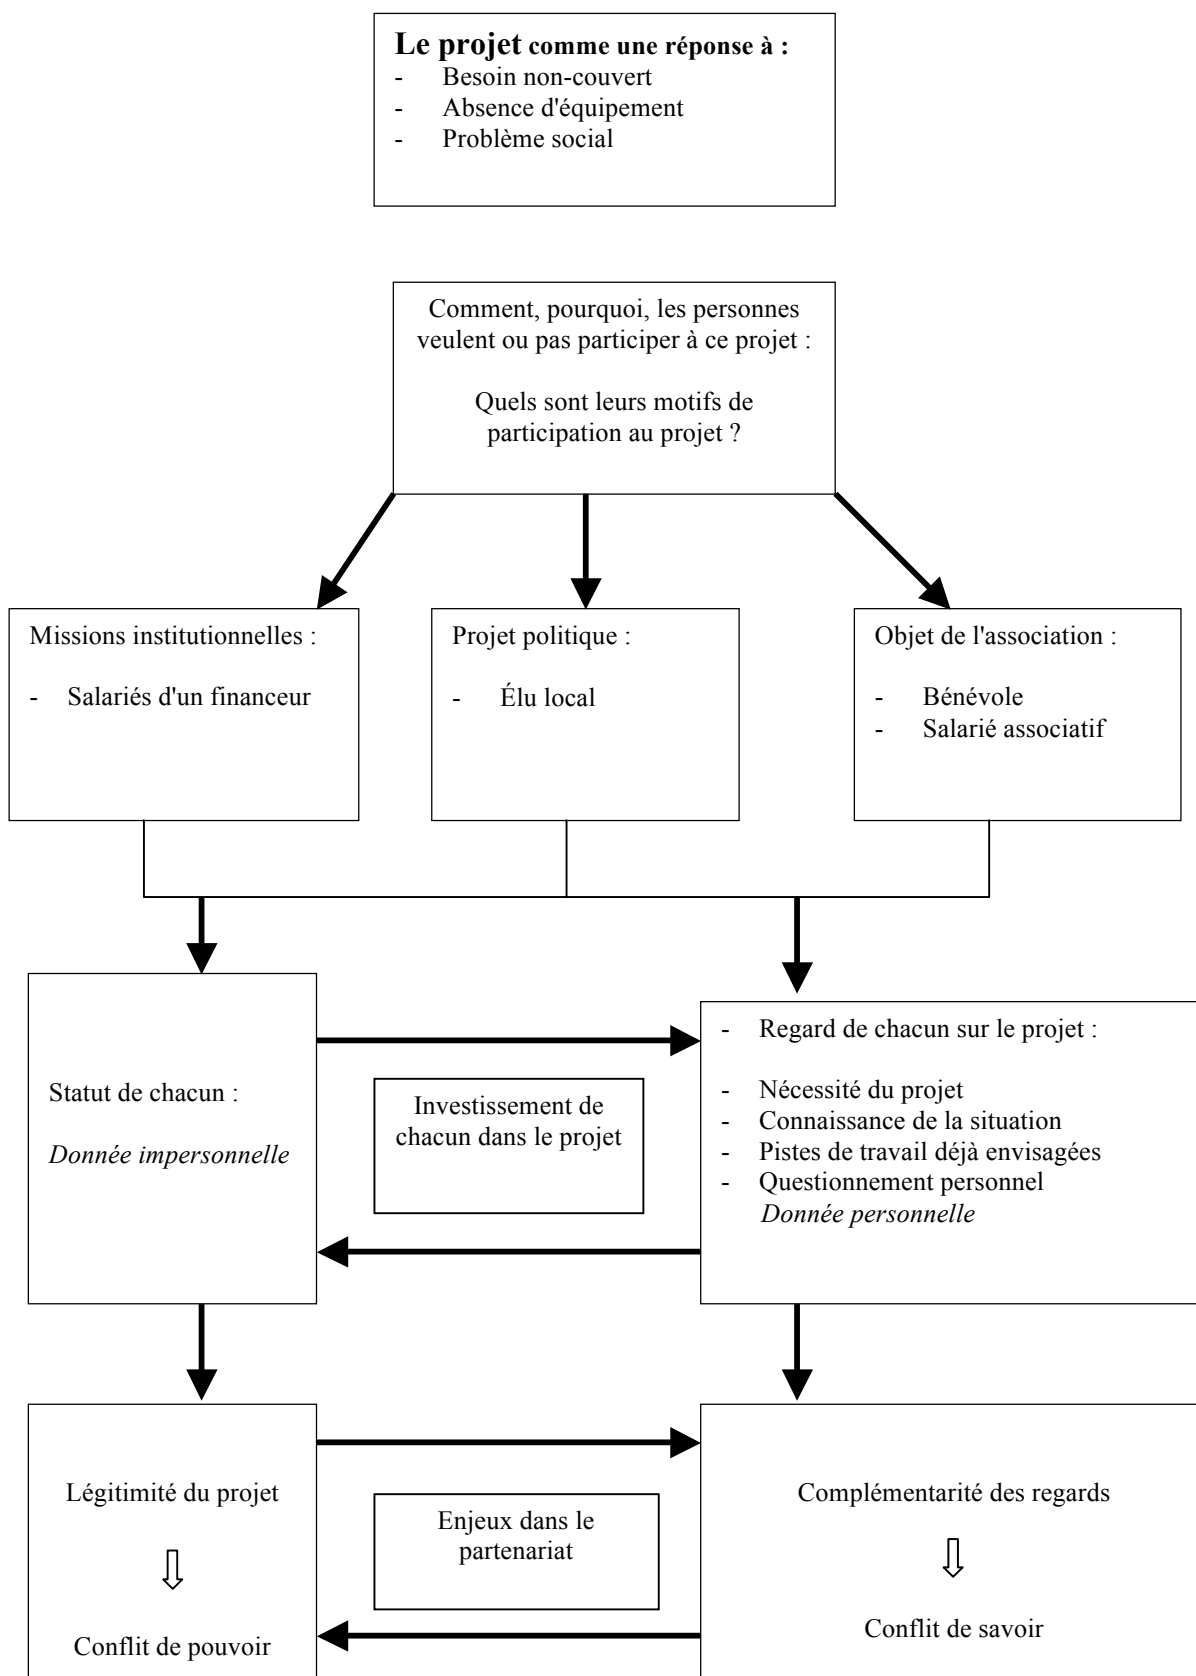 Le projet comme une réponse à :
- Besoin non-couvert
- Absence d'équipement
- Problème social
Comment, pourquoi, les personnes
veulent ou pas participer à ce projet :
Quels sont leurs motifs de
participation au projet ?
Missions institutionnelles :
- Salariés d'un financeur
Projet politique :
- Élu local
Objet de l'association :
- Bénévole
- Salarié associatif
Statut de chacun :
Donnée impersonnelle
Investissement de
chacun dans le projet
- Regard de chacun sur le projet :
- Nécessité du projet
- Connaissance de la situation
- Pistes de travail déjà envisagées
- Questionnement personnel
Donnée personnelle
Légitimité du projet
Conflit de pouvoir
Enjeux dans le
partenariat
Complémentarité des regards
Conflit de savoir